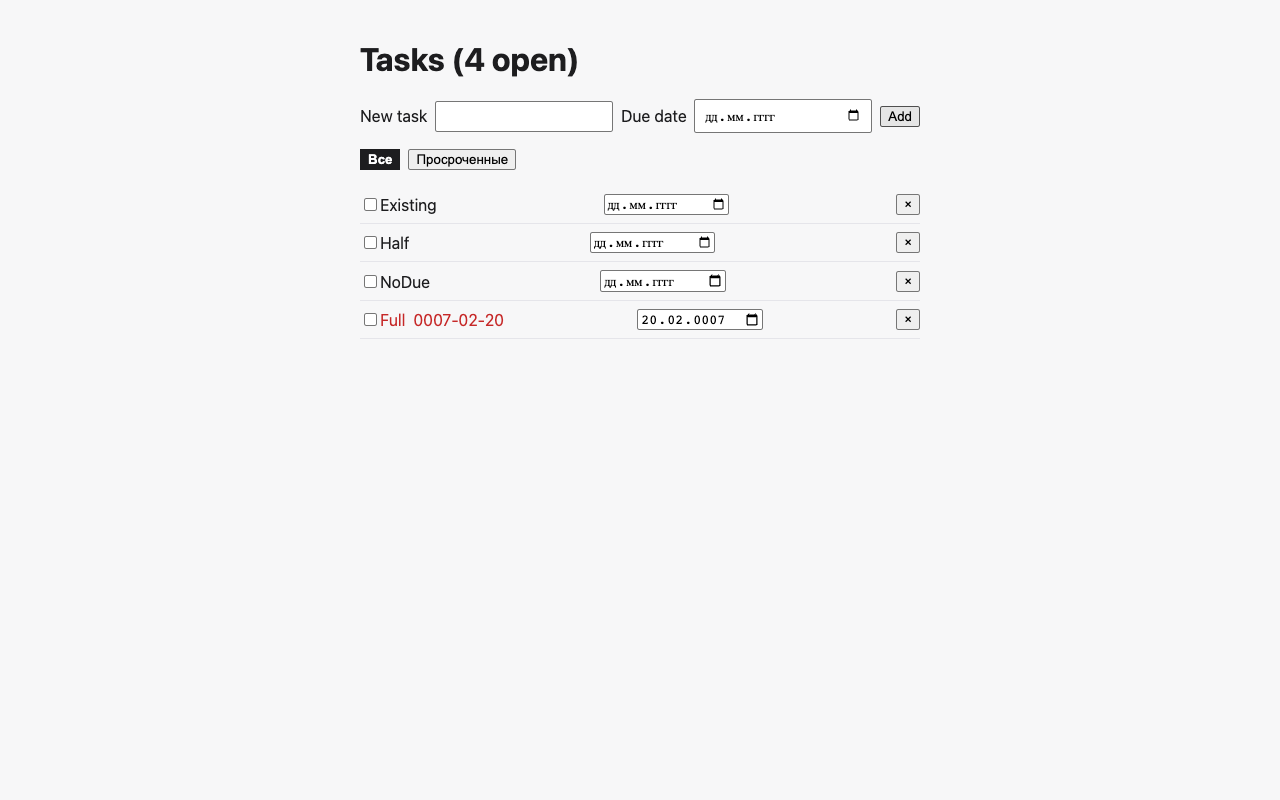 Tasks (4 open)
New task Due date дд.мм.гггг Add
Все Просроченные
Existing дд.мм.гггг ×
Half дд.мм.гггг ×
NoDue дд.мм.гггг ×
Full 0007-02-20 20.02.0007 ×